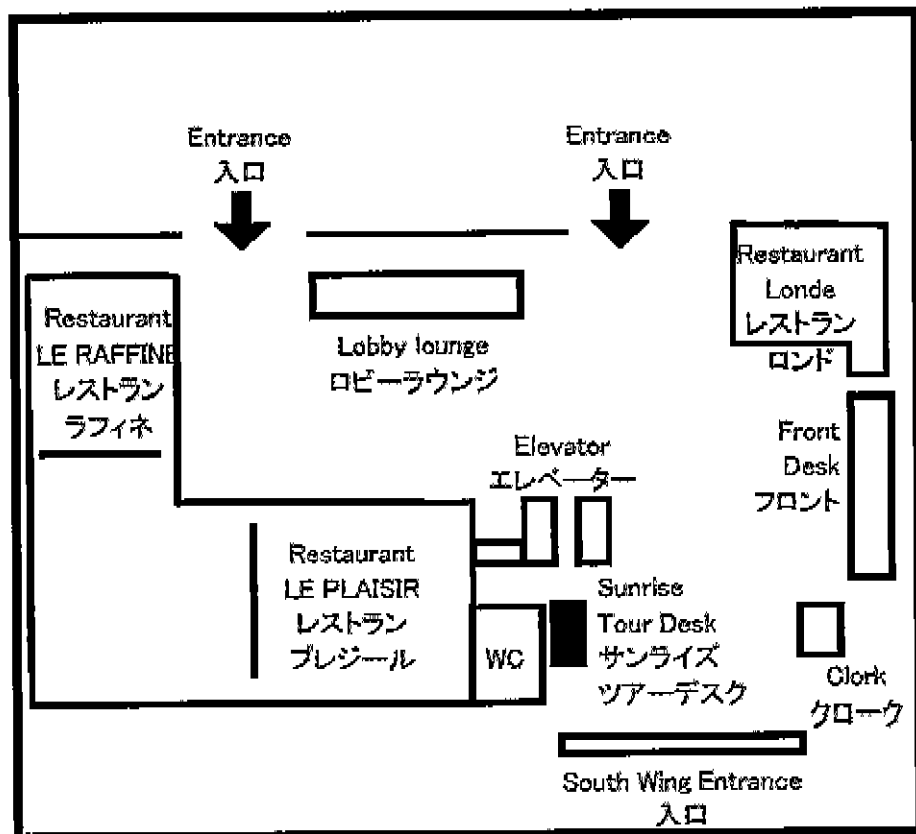 Entrance
入口
Entrance
入口
Restaurant
Londe
レストラン
ロンド
Restaurant
LE RAFFINE
レストラン
ラフィネ
Lobby lounge
ロビーラウンジ
Front
Desk
フロント
Elevator
エレベーター
Restaurant
LE PLAISIR
レストラン
プレジール
WC
Sunrise
Tour Desk
サンライズ
ツアーデスク
Clork
クローク
South Wing Entrance
入口